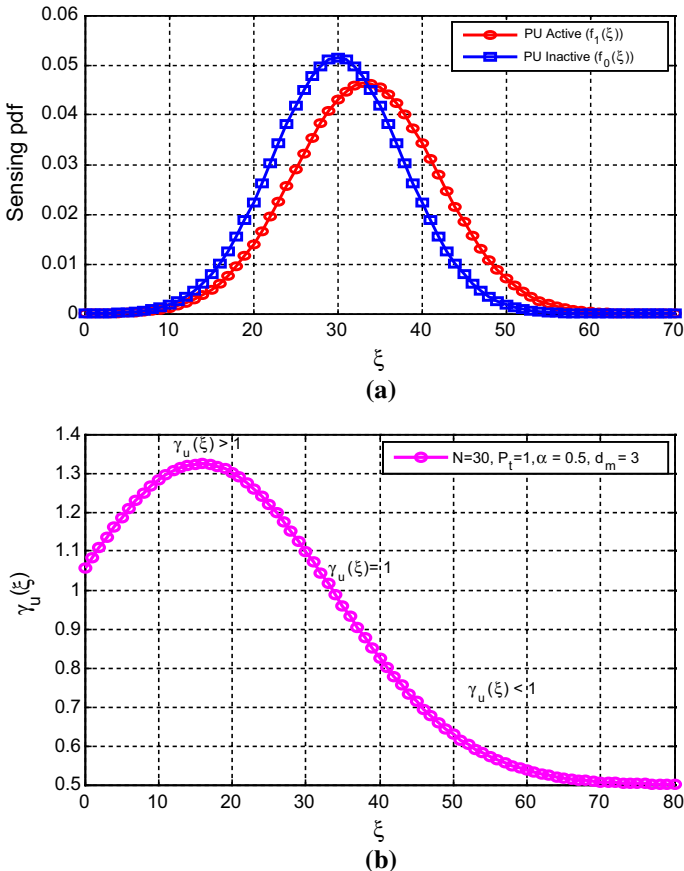 PU Active (f₁(ξ))
PU Inactive (f₀(ξ))
Sensing pdf
0.06
0.05
0.04
0.03
0.02
0.01
0
0 10 20 30 40 50 60 70
ξ
(a)
N=30, Pₜ=1, α = 0.5, dₘ = 3
γᵤ(ξ) > 1
γᵤ(ξ) = 1
γᵤ(ξ) < 1
γᵤ(ξ)
1.4
1.3
1.2
1.1
1
0.9
0.8
0.7
0.6
0.5
0 10 20 30 40 50 60 70 80
ξ
(b)